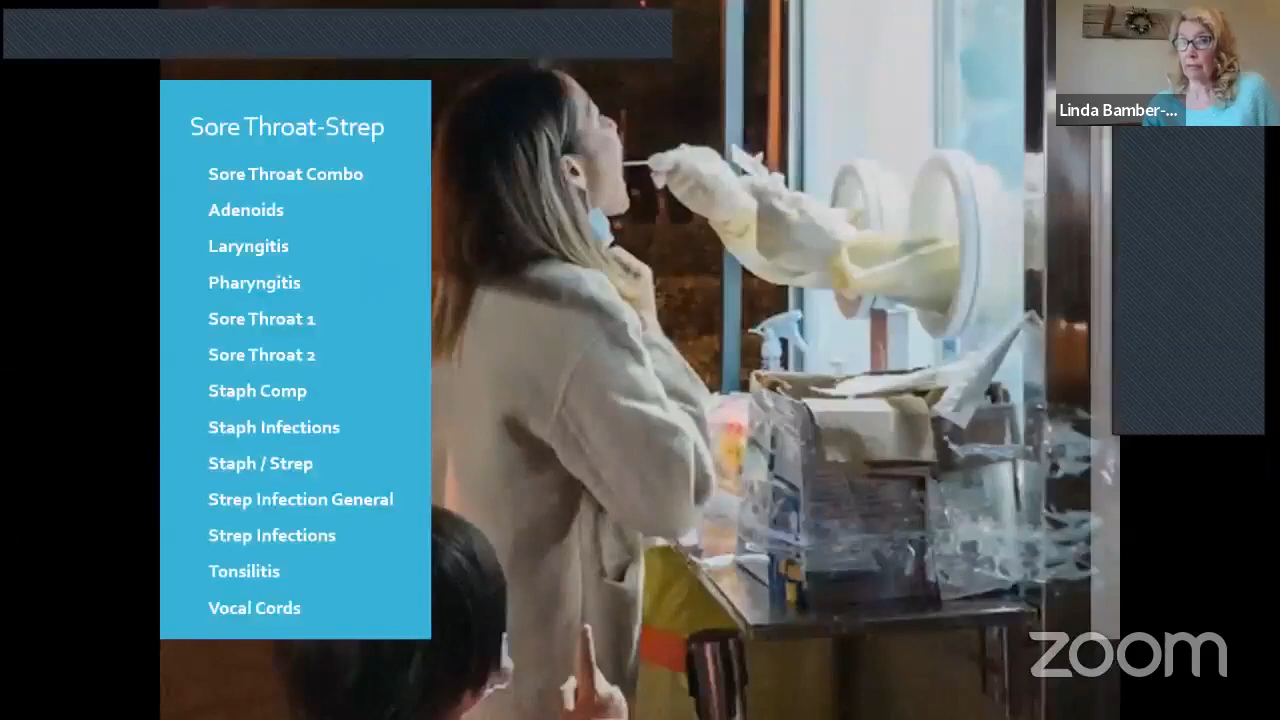 Sore Throat-Strep
Sore Throat Combo
Adenoids
Laryngitis
Pharyngitis
Sore Throat 1
Sore Throat 2
Staph Comp
Staph Infections
Staph / Strep
Strep Infection General
Strep Infections
Tonsilitis
Vocal Cords
Linda Bamber-...
zoom